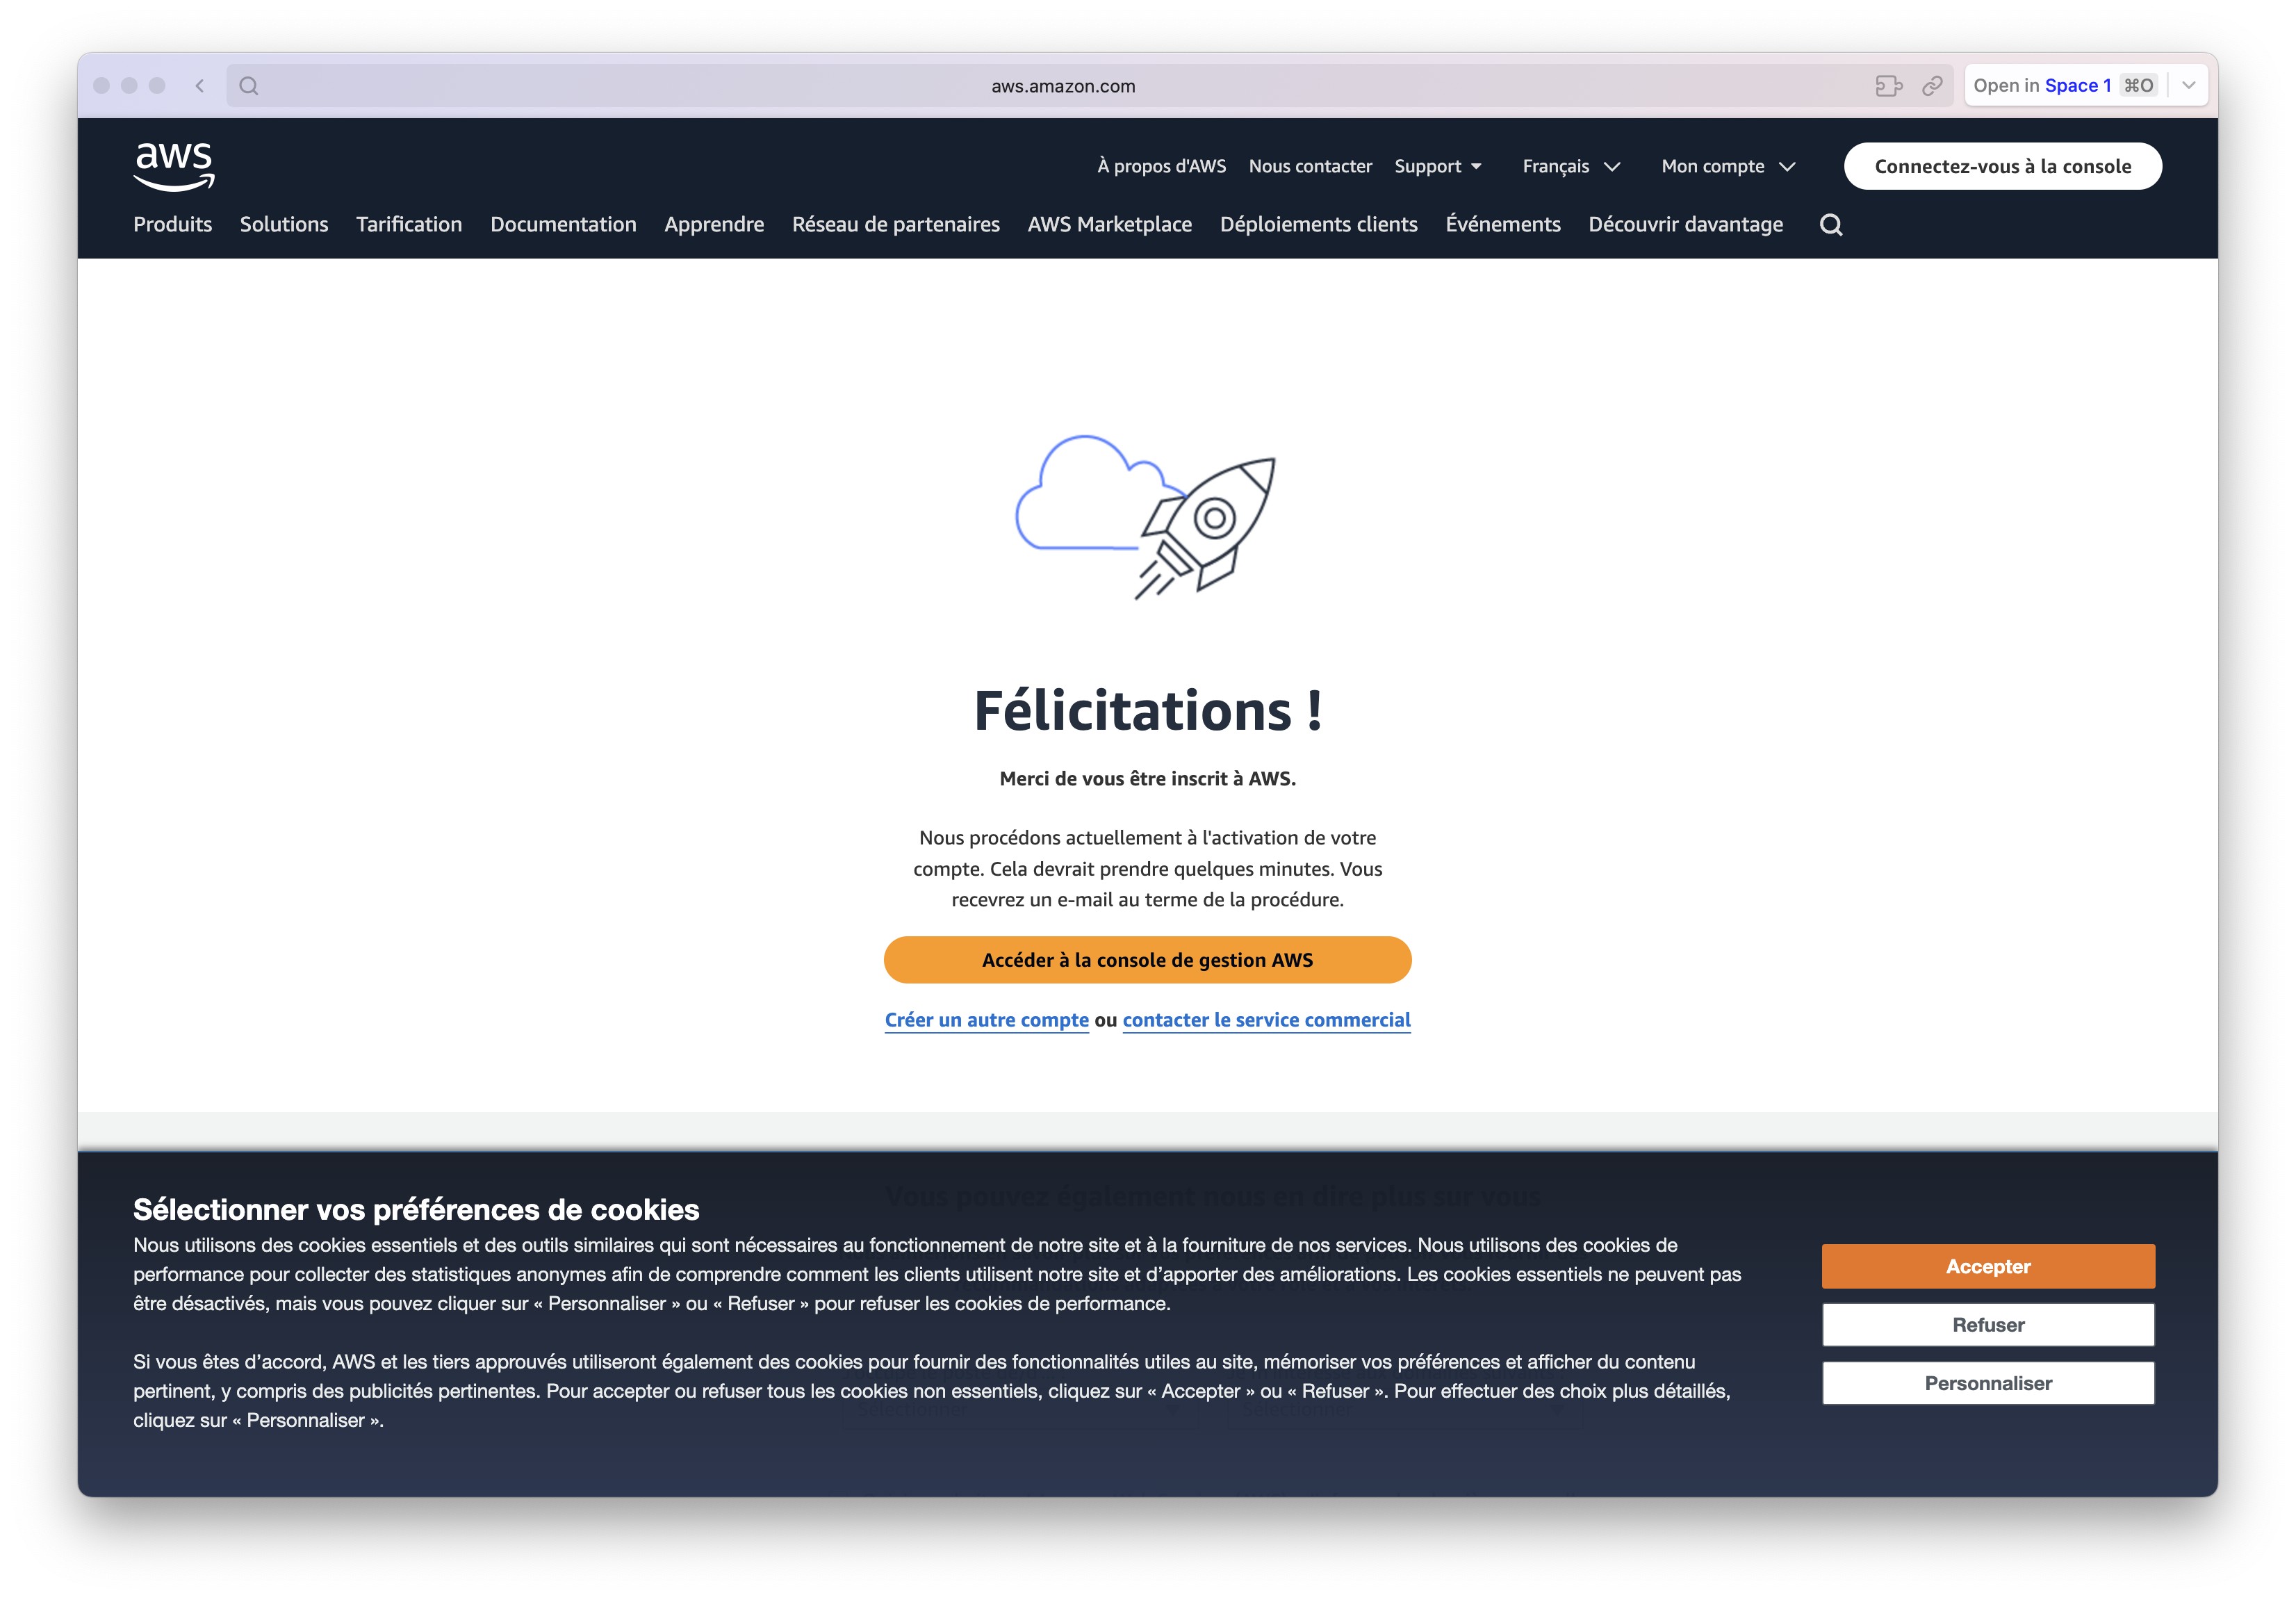 aws.amazon.com
Open in Space 1 ⌘O
aws
À propos d'AWS Nous contacter Support Français Mon compte Connectez-vous à la console
Produits Solutions Tarification Documentation Apprendre Réseau de partenaires AWS Marketplace Déploiements clients Événements Découvrir davantage
Félicitations !
Merci de vous être inscrit à AWS.
Nous procédons actuellement à l'activation de votre
compte. Cela devrait prendre quelques minutes. Vous
recevrez un e-mail au terme de la procédure.
Accéder à la console de gestion AWS
Créer un autre compte ou contacter le service commercial
Vous pouvez également nous en dire plus sur vous
Sélectionner vos préférences de cookies
Nous utilisons des cookies essentiels et des outils similaires qui sont nécessaires au fonctionnement de notre site et à la fourniture de nos services. Nous utilisons des cookies de
performance pour collecter des statistiques anonymes afin de comprendre comment les clients utilisent notre site et d’apporter des améliorations. Les cookies essentiels ne peuvent pas
être désactivés, mais vous pouvez cliquer sur « Personnaliser » ou « Refuser » pour refuser les cookies de performance.
Si vous êtes d’accord, AWS et les tiers approuvés utiliseront également des cookies pour fournir des fonctionnalités utiles au site, mémoriser vos préférences et afficher du contenu
pertinent, y compris des publicités pertinentes. Pour accepter ou refuser tous les cookies non essentiels, cliquez sur « Accepter » ou « Refuser ». Pour effectuer des choix plus détaillés,
cliquez sur « Personnaliser ».
Sélectionner Sélectionner
Accepter
Refuser
Personnaliser